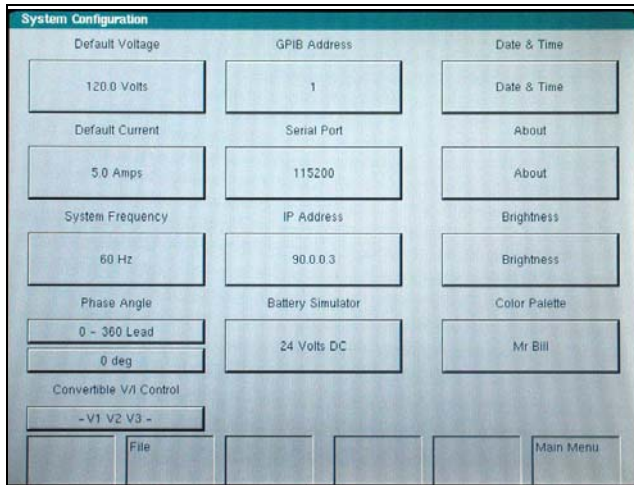 System Configuration
Default Voltage
GPIB Address
Date & Time
120.0 Volts
1
Date & Time
Default Current
Serial Port
About
5.0 Amps
115200
About
System Frequency
IP Address
Brightness
60 Hz
90.0.0.3
Brightness
Phase Angle
Battery Simulator
Color Palette
0 - 360 Lead
24 Volts DC
Mr Bill
0 deg
Convertible V/I Control
- V1 V2 V3 -
File
Main Menu